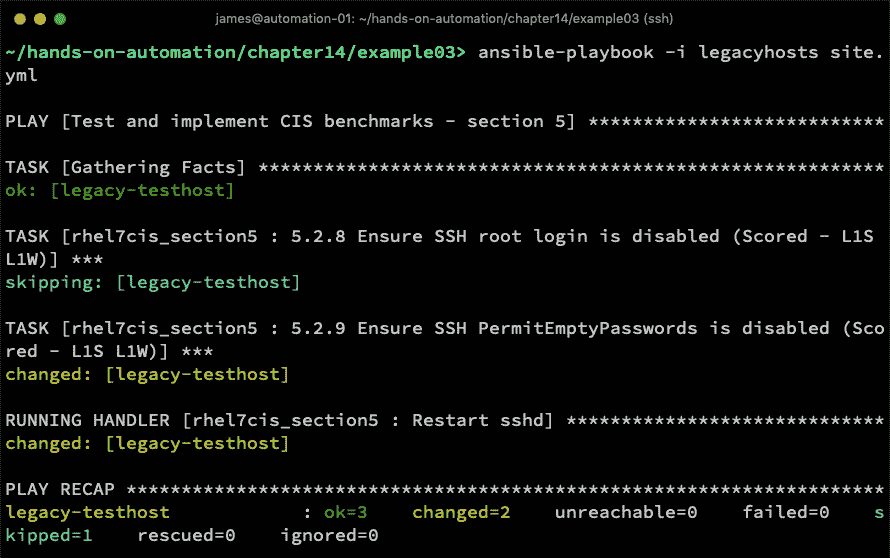 james@automation-01: ~/hands-on-automation/chapter14/example03 (ssh)
~/hands-on-automation/chapter14/example03> ansible-playbook -i legacyhosts site.
yml
PLAY [Test and implement CIS benchmarks - section 5] ***************************
TASK [Gathering Facts] *********************************************************
ok: [legacy-testhost]
TASK [rhel7cis_section5 : 5.2.8 Ensure SSH root login is disabled (Scored - L1S
L1W)] ***
skipping: [legacy-testhost]
TASK [rhel7cis_section5 : 5.2.9 Ensure SSH PermitEmptyPasswords is disabled (Sco
red - L1S L1W)] ***
changed: [legacy-testhost]
RUNNING HANDLER [rhel7cis_section5 : Restart sshd] *****************************
changed: [legacy-testhost]
PLAY RECAP *********************************************************************
legacy-testhost            : ok=3    changed=2    unreachable=0    failed=0    s
kipped=1    rescued=0    ignored=0